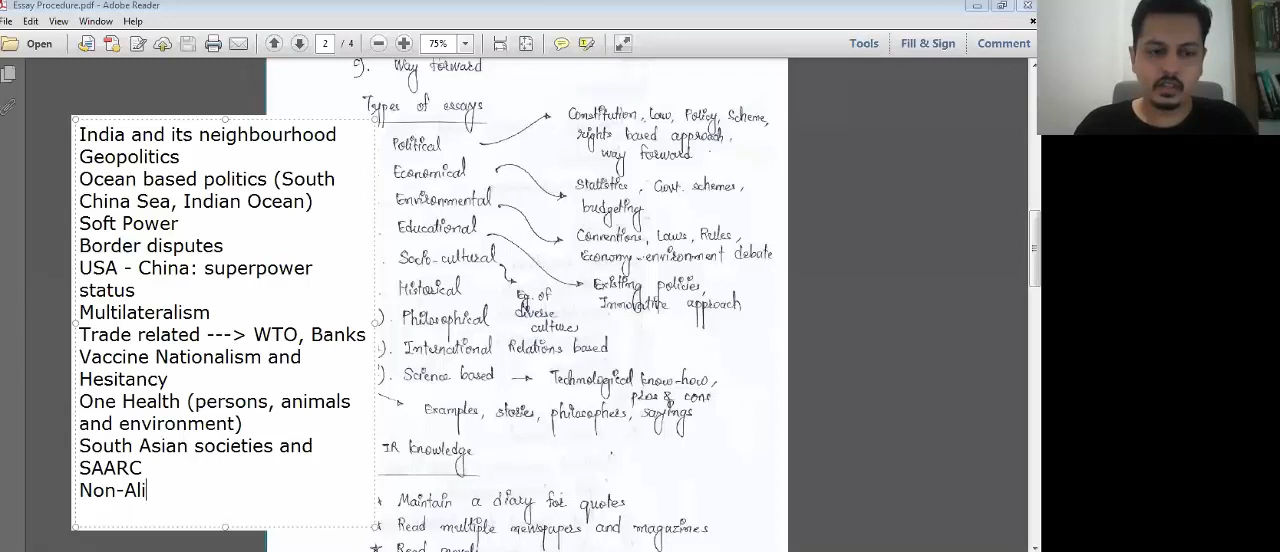 Essay Procedure.pdf - Adobe Reader
File Edit View Window Help
Open 2 / 4 75% Tools Fill & Sign Comment
Way forward
Types of essays
Political
Economical
Environmental
Educational
Socio-cultural
Historical
Philosophical
International Relations based
Science based → Technological know-how,
pros & cons
Constitution, Law, Policy, Scheme,
rights based approach,
way forward
Statistics, Govt. schemes,
budgeting
Conventions, Laws, Rules,
Economy-environment debate
Existing policies,
Innovative approach
Eg. of
diverse
cultures
Examples, stories, philosophers, sayings
IR knowledge
Maintain a diary for quotes
Read multiple newspapers and magazines
India and its neighbourhood
Geopolitics
Ocean based politics (South
China Sea, Indian Ocean)
Soft Power
Border disputes
USA - China: superpower
status
Multilateralism
Trade related ---> WTO, Banks
Vaccine Nationalism and
Hesitancy
One Health (persons, animals
and environment)
South Asian societies and
SAARC
Non-Ali